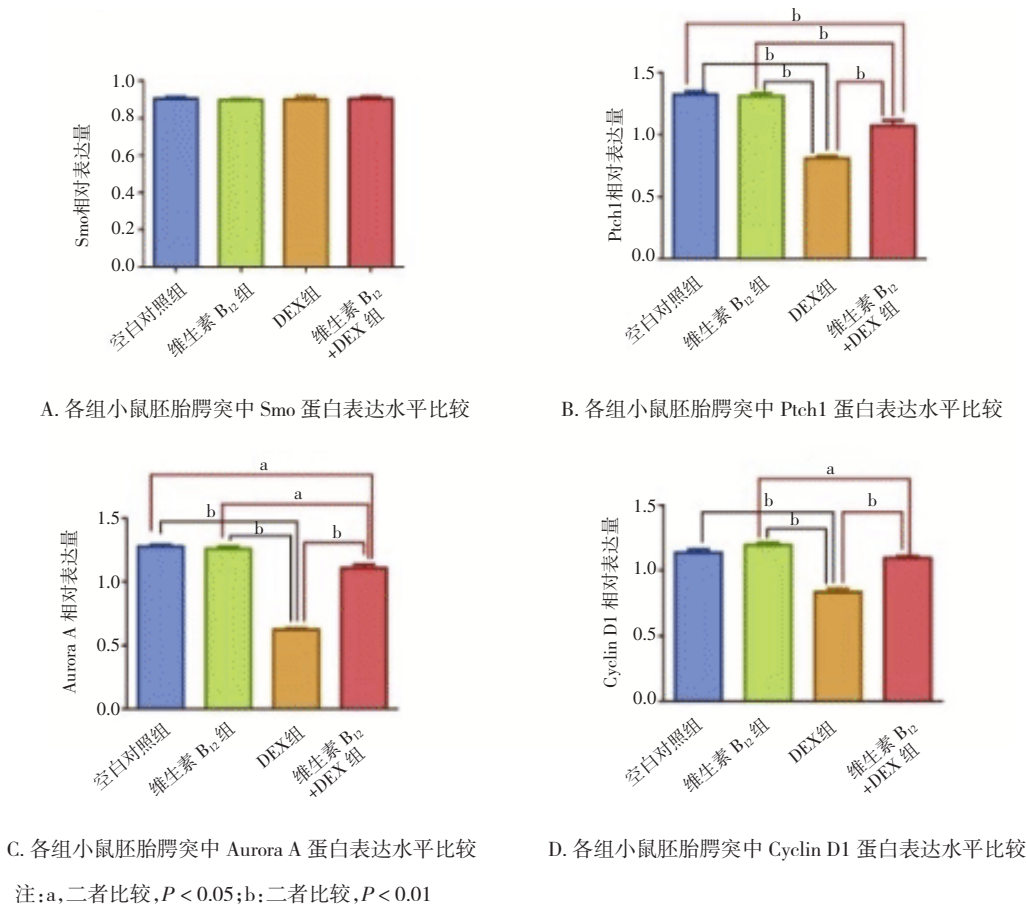 b
b
b
b
b
1.5
1.0
0.5
0.0
Ptch1相对表达量
空白对照组
维生素 B₁₂ 组
DEX组
维生素 B₁₂
+DEX 组
1.0
0.8
0.6
0.4
0.2
0.0
Smo相对表达量
空白对照组
维生素 B₁₂ 组
DEX组
维生素 B₁₂
+DEX 组
A. 各组小鼠胚胎腭突中 Smo 蛋白表达水平比较
B. 各组小鼠胚胎腭突中 Ptch1 蛋白表达水平比较
a
a
b
b
b
1.5
1.0
0.5
0.0
Aurora A 相对表达量
空白对照组
维生素 B₁₂ 组
DEX组
维生素 B₁₂
+DEX 组
a
b
b
b
1.5
1.0
0.5
0.0
Cyclin D1 相对表达量
空白对照组
维生素 B₁₂ 组
DEX组
维生素 B₁₂
+DEX 组
C. 各组小鼠胚胎腭突中 Aurora A 蛋白表达水平比较
D. 各组小鼠胚胎腭突中 Cyclin D1 蛋白表达水平比较
注:a,二者比较,P < 0.05;b:二者比较,P < 0.01